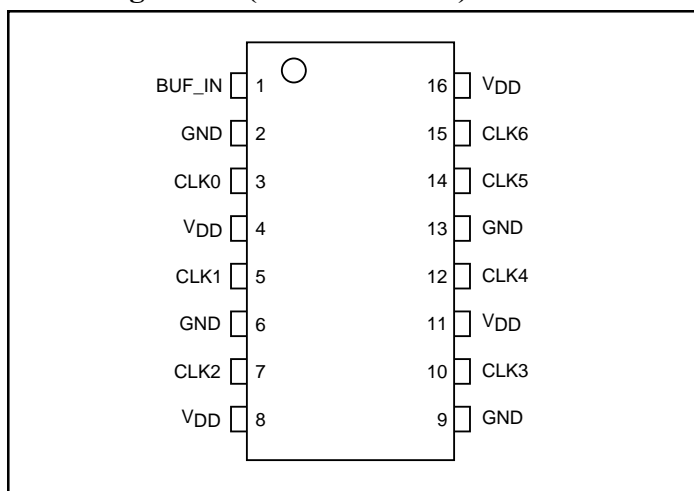 BUF_IN 1 16 VDD
GND 2 15 CLK6
CLK0 3 14 CLK5
VDD 4 13 GND
CLK1 5 12 CLK4
GND 6 11 VDD
CLK2 7 10 CLK3
VDD 8 9 GND